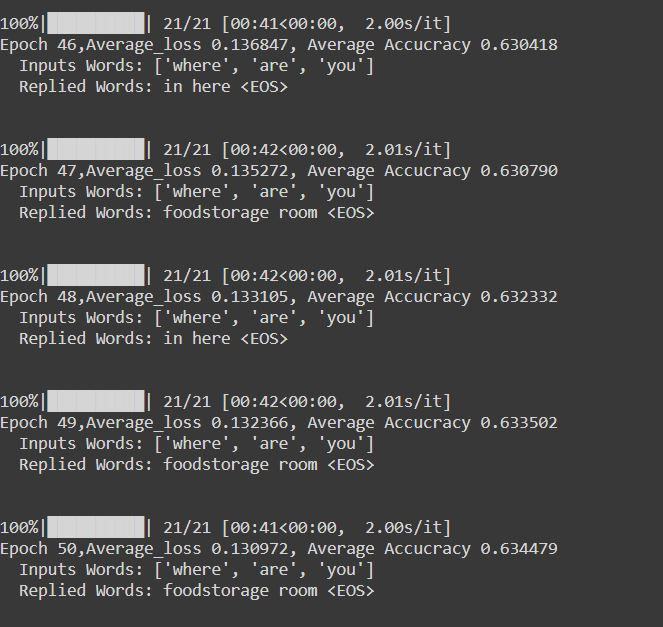 100%|██████████| 21/21 [00:41<00:00,  2.00s/it]
Epoch 46,Average_loss 0.136847, Average Accucracy 0.630418
  Inputs Words: ['where', 'are', 'you']
  Replied Words: in here <EOS>
100%|██████████| 21/21 [00:42<00:00,  2.01s/it]
Epoch 47,Average_loss 0.135272, Average Accucracy 0.630790
  Inputs Words: ['where', 'are', 'you']
  Replied Words: foodstorage room <EOS>
100%|██████████| 21/21 [00:42<00:00,  2.01s/it]
Epoch 48,Average_loss 0.133105, Average Accucracy 0.632332
  Inputs Words: ['where', 'are', 'you']
  Replied Words: in here <EOS>
100%|██████████| 21/21 [00:42<00:00,  2.01s/it]
Epoch 49,Average_loss 0.132366, Average Accucracy 0.633502
  Inputs Words: ['where', 'are', 'you']
  Replied Words: foodstorage room <EOS>
100%|██████████| 21/21 [00:41<00:00,  2.00s/it]
Epoch 50,Average_loss 0.130972, Average Accucracy 0.634479
  Inputs Words: ['where', 'are', 'you']
  Replied Words: foodstorage room <EOS>